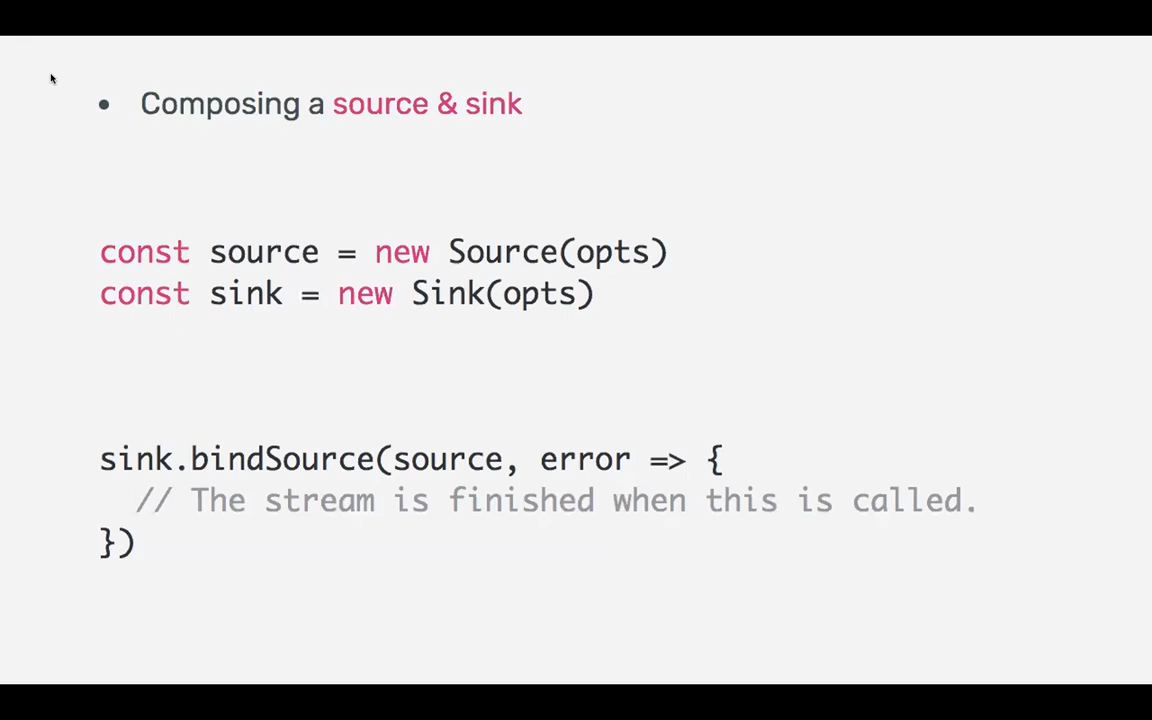 • Composing a source & sink
const source = new Source(opts)
const sink = new Sink(opts)
sink.bindSource(source, error => {
  // The stream is finished when this is called.
})